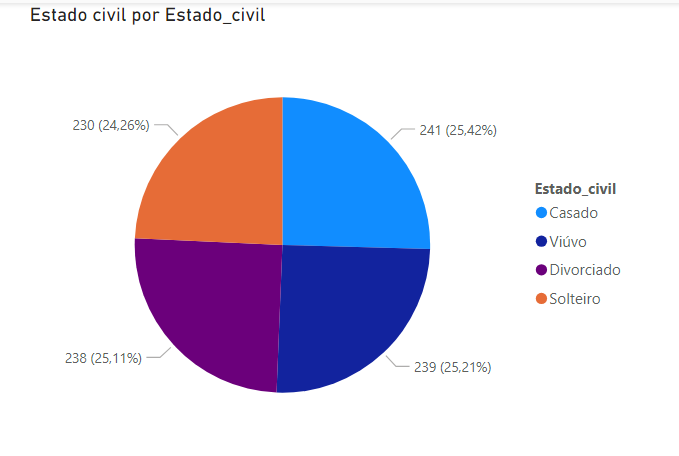 Estado civil por Estado_civil
230 (24,26%)
241 (25,42%)
238 (25,11%)
239 (25,21%)
Estado_civil
Casado
Viúvo
Divorciado
Solteiro